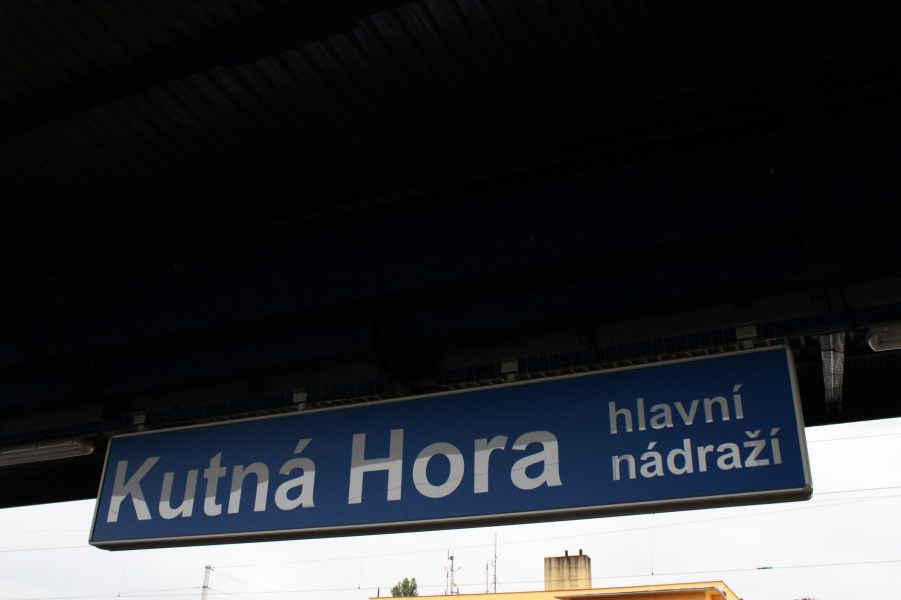 Kutná Hora
hlavní
nádraží